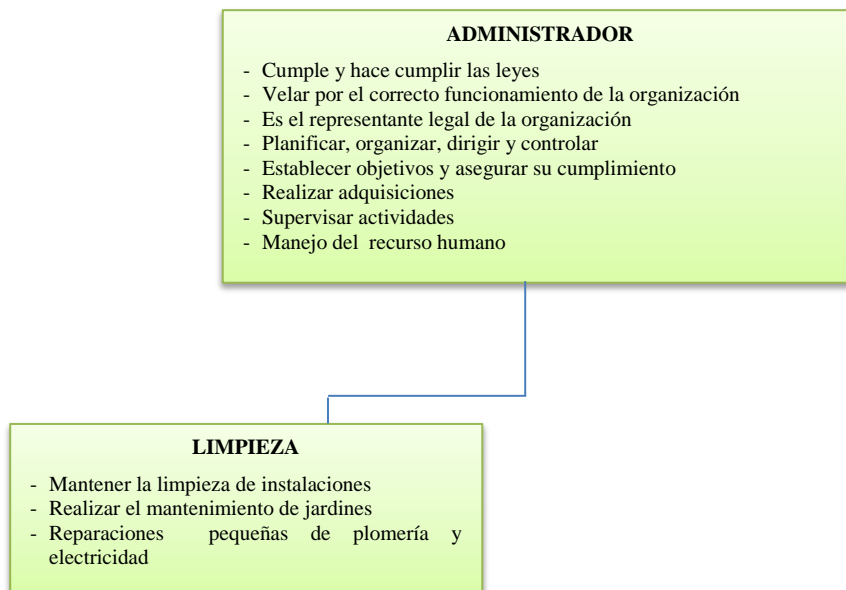 ADMINISTRADOR
- Cumple y hace cumplir las leyes
- Velar por el correcto funcionamiento de la organización
- Es el representante legal de la organización
- Planificar, organizar, dirigir y controlar
- Establecer objetivos y asegurar su cumplimiento
- Realizar adquisiciones
- Supervisar actividades
- Manejo del recurso humano
LIMPIEZA
- Mantener la limpieza de instalaciones
- Realizar el mantenimiento de jardines
- Reparaciones pequeñas de plomería y
electricidad